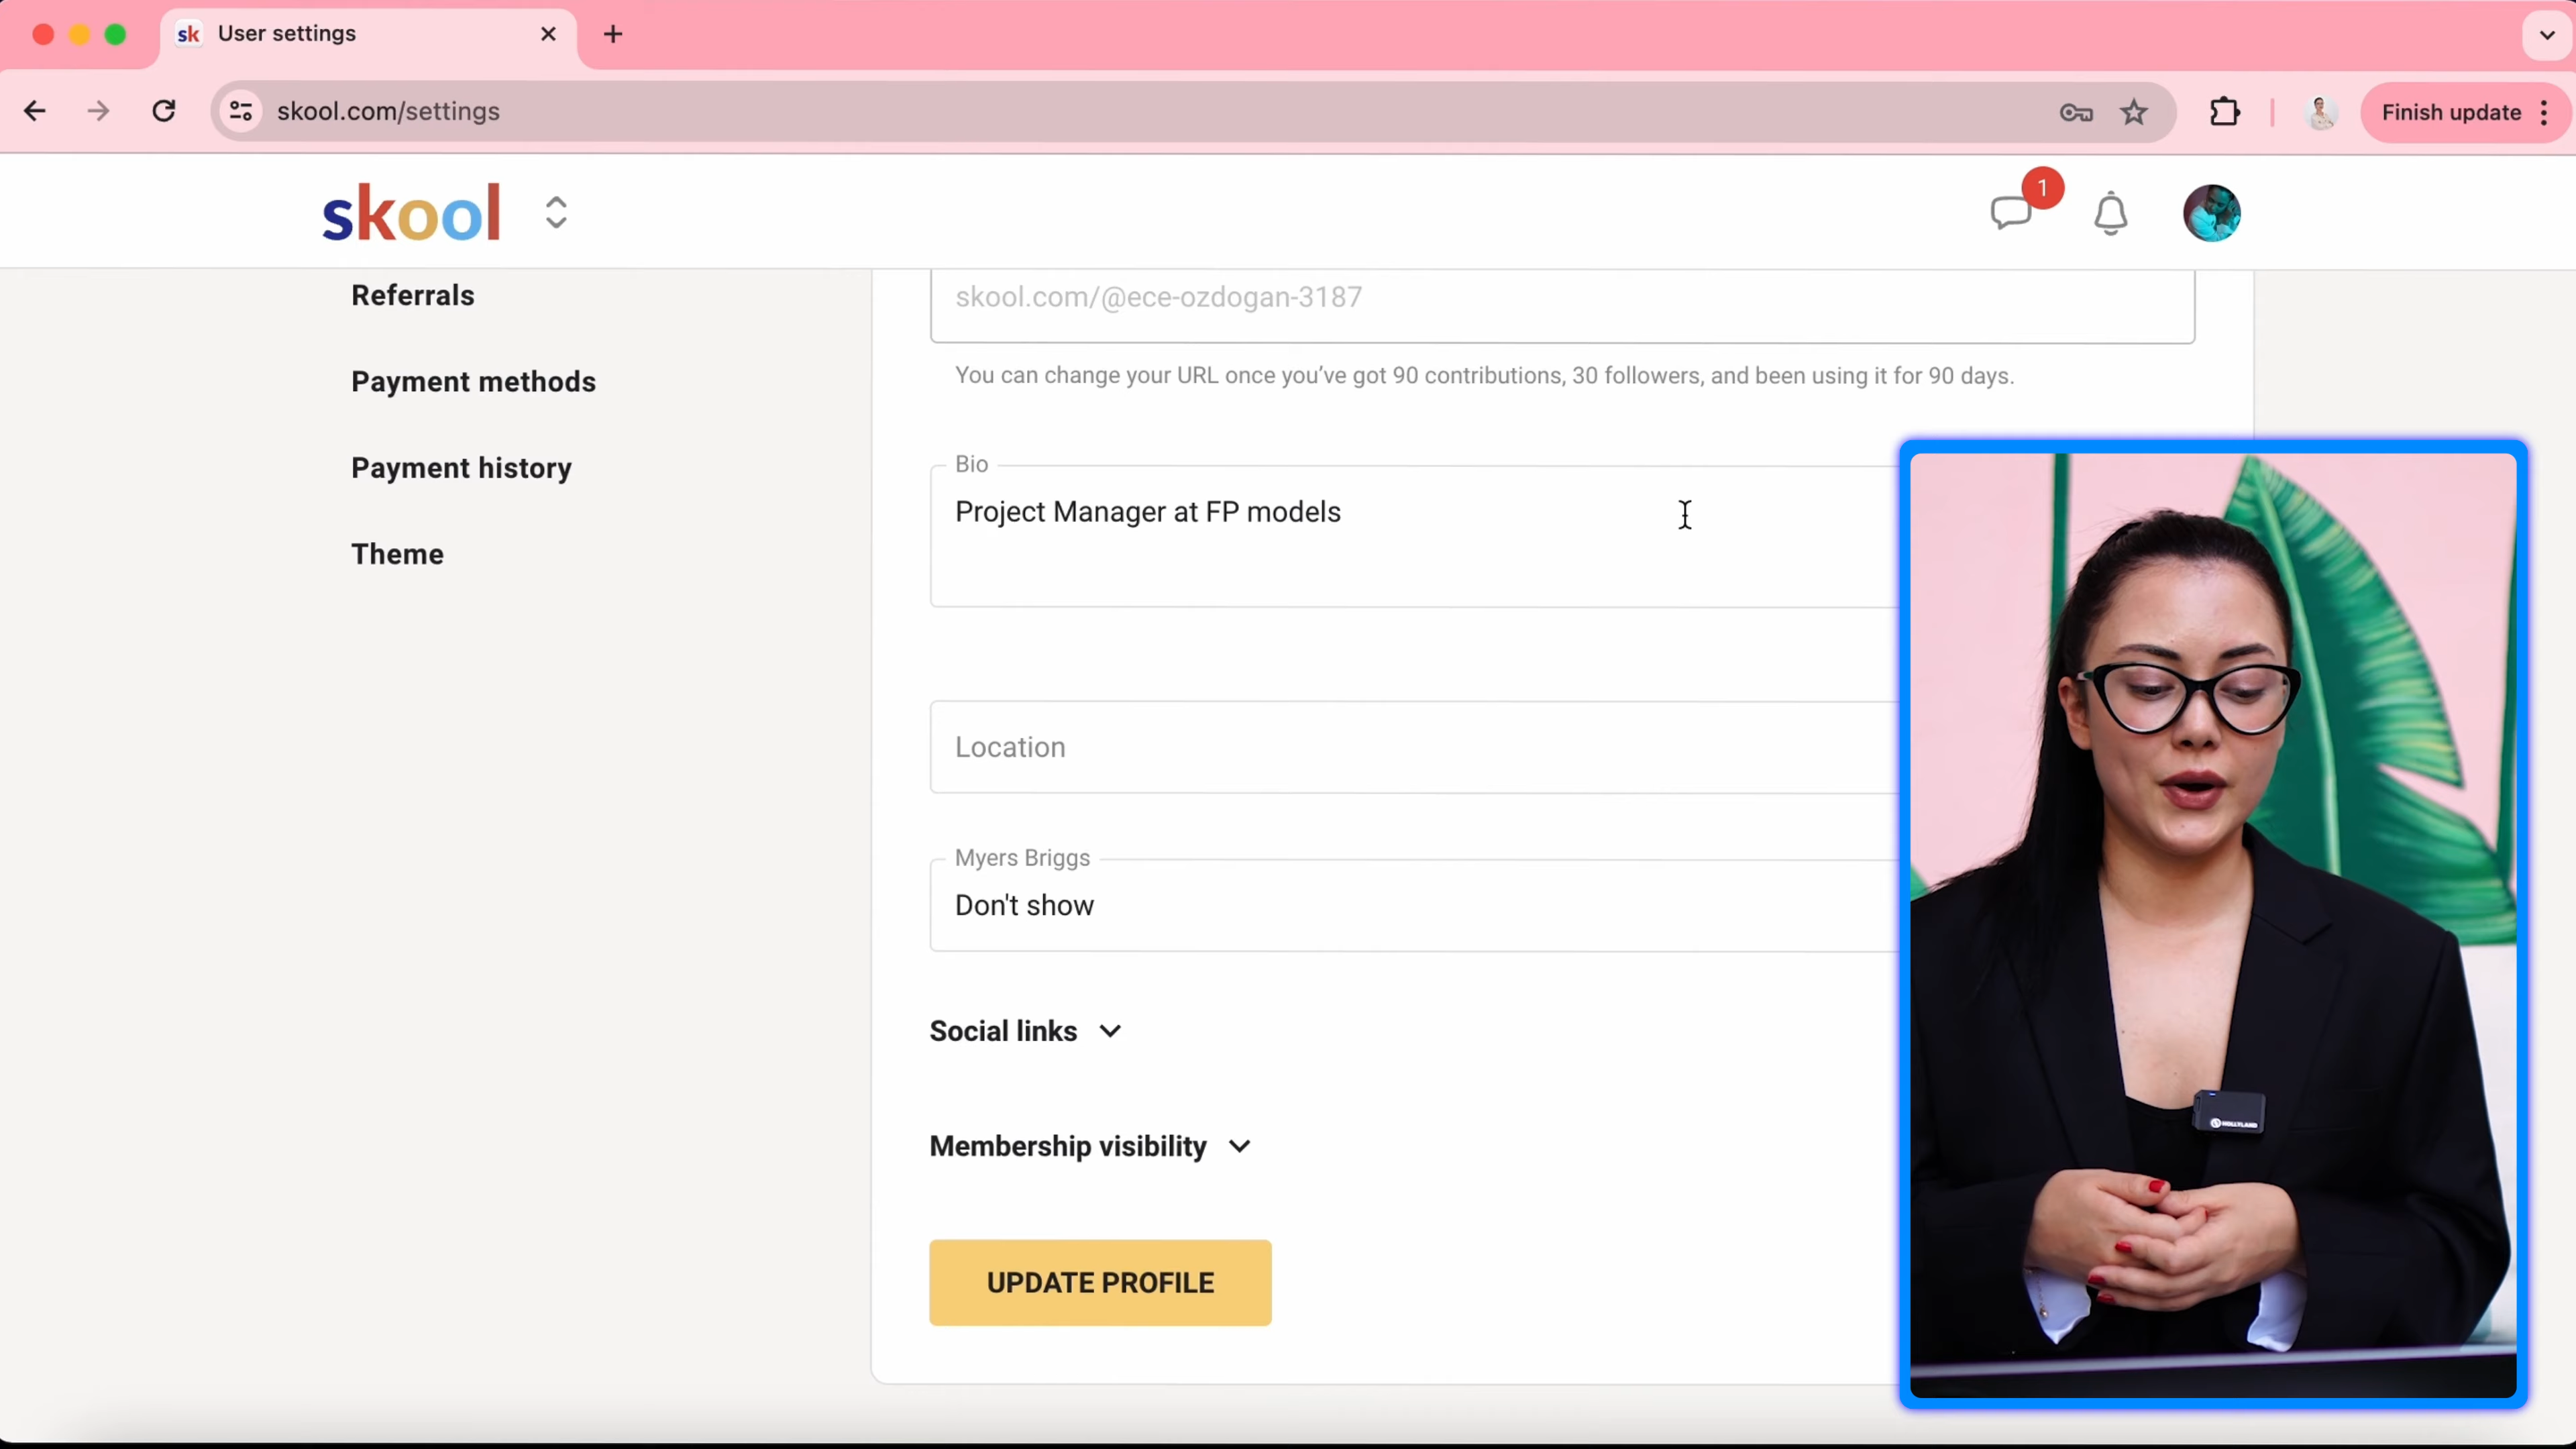 sk User settings
skool.com/settings
Finish update
skool
1
Referrals
Payment methods
Payment history
Theme
skool.com/@ece-ozdogan-3187
You can change your URL once you’ve got 90 contributions, 30 followers, and been using it for 90 days.
Bio
Project Manager at FP models
Location
Myers Briggs
Don't show
Social links
Membership visibility
UPDATE PROFILE
HOLLYLAND